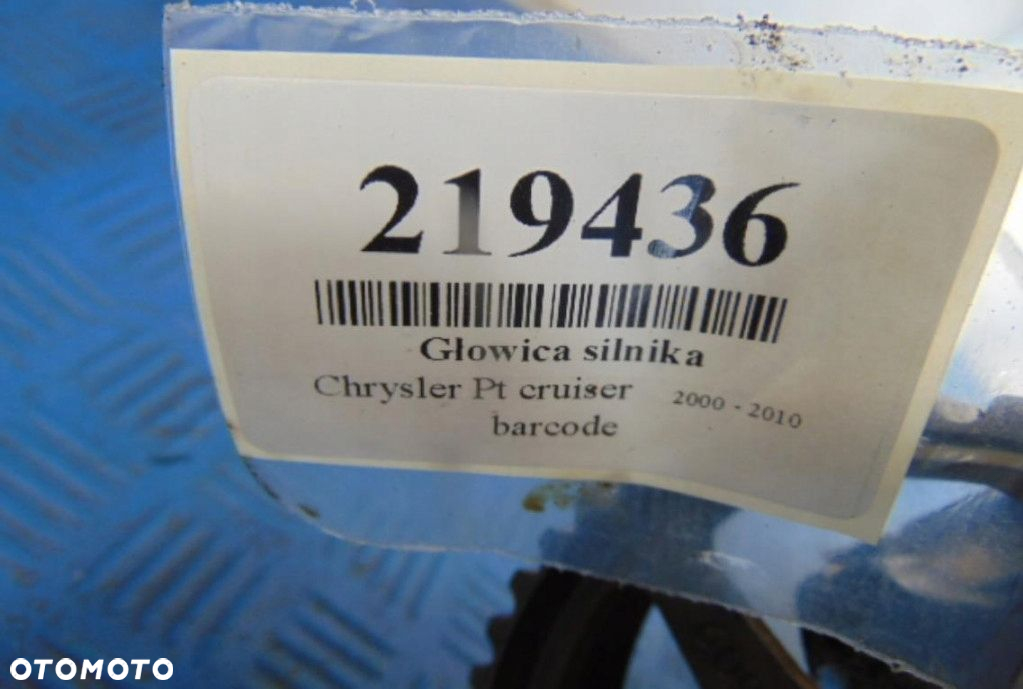 219436
Głowica silnika
Chrysler Pt cruiser 2000 - 2010
barcode
OTOMOTO